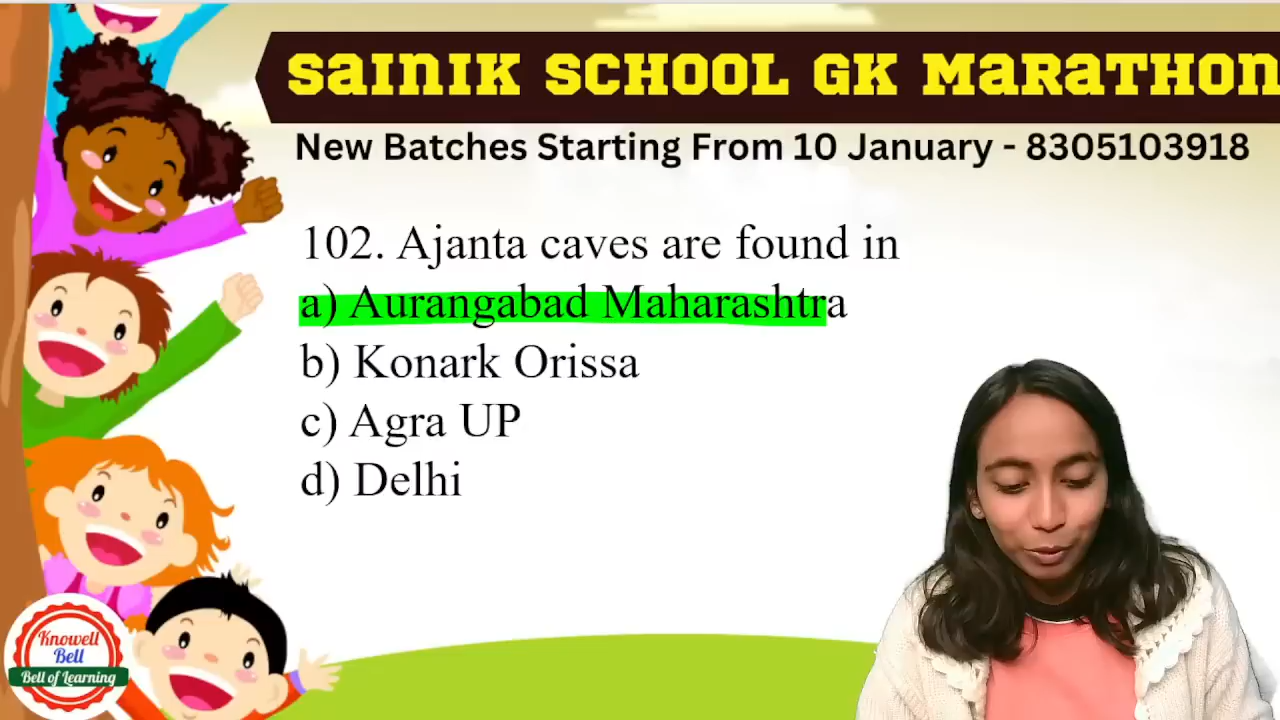 SAINIK SCHOOL GK MARATHON
New Batches Starting From 10 January - 8305103918
102. Ajanta caves are found in
a) Aurangabad Maharashtra
b) Konark Orissa
c) Agra UP
d) Delhi
Knowell
Bell
Bell of Learning